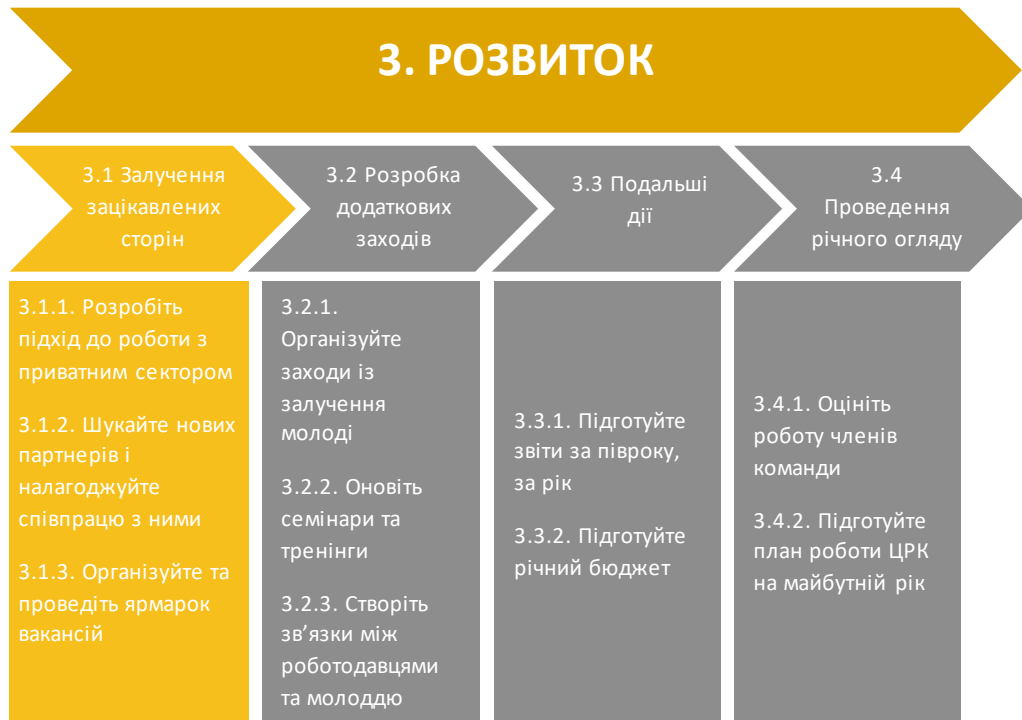 3. РОЗВИТОК
3.1 Залучення
зацікавлених
сторін
3.2 Розробка
додаткових
заходів
3.3 Подальші
дії
3.4
Проведення
річного огляду
3.1.1. Розробіть
підхід до роботи з
приватним сектором
3.1.2. Шукайте нових
партнерів і
налагоджуйте
співпрацю з ними
3.1.3. Організуйте та
проведіть ярмарок
вакансій
3.2.1.
Організуйте
заходи із
залучення
молоді
3.2.2. Оновіть
семінари та
тренінги
3.2.3. Створіть
зв’язки між
роботодавцями
та молоддю
3.3.1. Підготуйте
звіти за півроку,
за рік
3.3.2. Підготуйте
річний бюджет
3.4.1. Оцініть
роботу членів
команди
3.4.2. Підготуйте
план роботи ЦРК
на майбутній рік